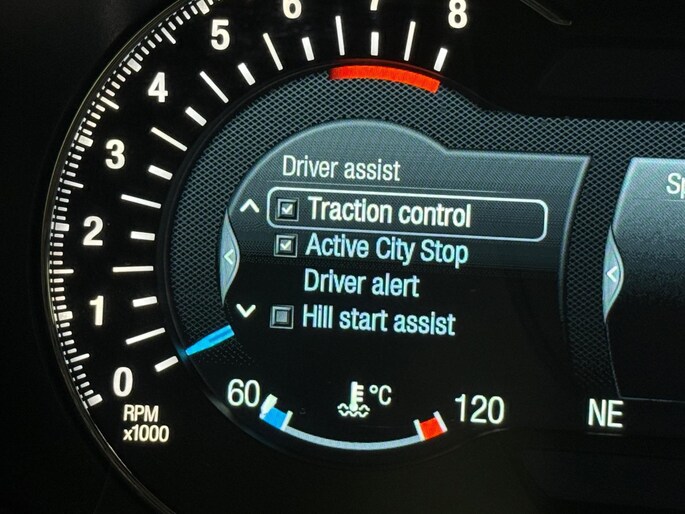 8
7
6
5
4
3
2
1
0
RPM
x1000
Driver assist
Traction control
Active City Stop
Driver alert
Hill start assist
60
°C
120
NE